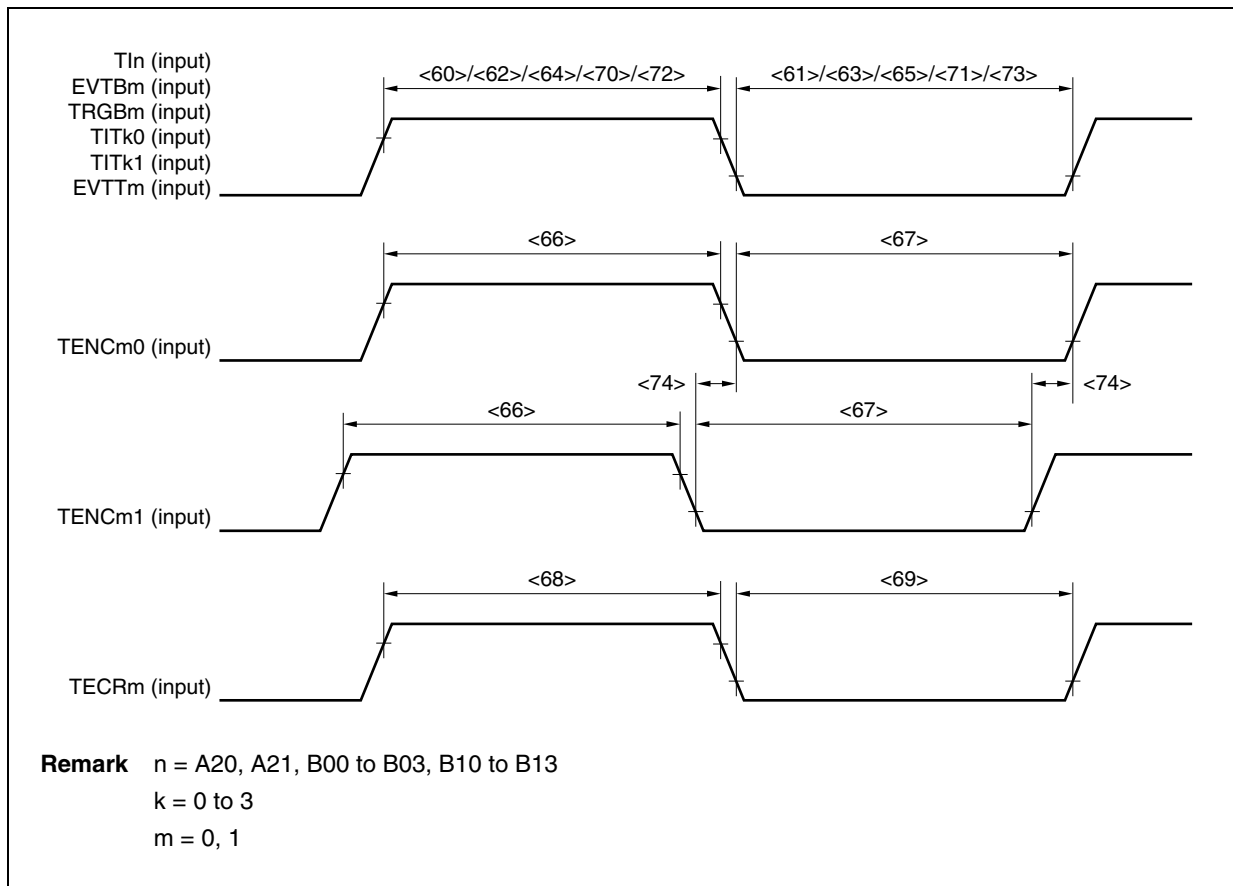 TIn (input)
EVTBm (input)
TRGBm (input)
TITk0 (input)
TITk1 (input)
EVTTm (input)
<60>/<62>/<64>/<70>/<72>
<61>/<63>/<65>/<71>/<73>
TENCm0 (input)
<66>
<67>
<74>
<74>
TENCm1 (input)
<66>
<67>
TECRm (input)
<68>
<69>
Remark n = A20, A21, B00 to B03, B10 to B13
k = 0 to 3
m = 0, 1